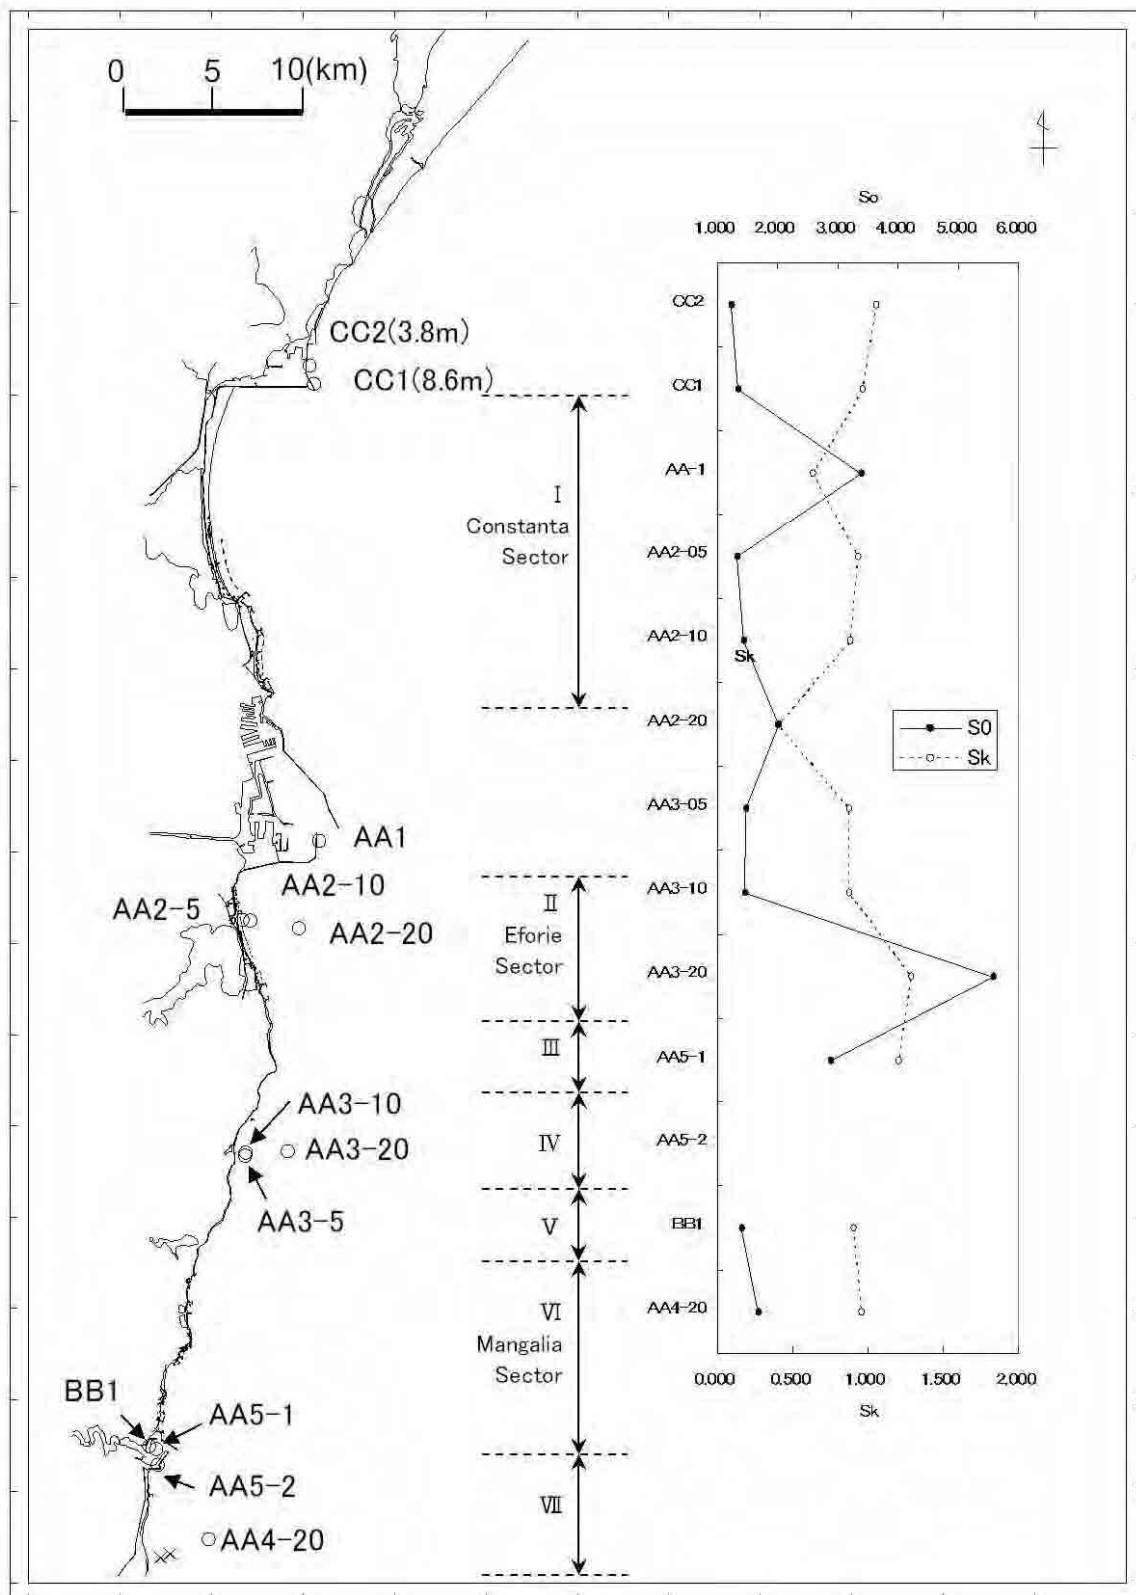 0 5 10(km)
CC2(3.8m)
CC1(8.6m)
Ⅰ
Constanta
Sector
AA1
AA2-10
AA2-5
AA2-20
Ⅱ
Eforie
Sector
Ⅲ
AA3-10
AA3-20
AA3-5
Ⅳ
Ⅴ
Ⅵ
Mangalia
Sector
BB1
AA5-1
AA5-2
AA4-20
Ⅶ
So
1.000 2.000 3.000 4.000 5.000 6.000
CC2
CC1
AA-1
AA2-05
AA2-10
Sk
AA2-20
S0
Sk
AA3-05
AA3-10
AA3-20
AA5-1
AA5-2
BB1
AA4-20
0.000 0.500 1.000 1.500 2.000
Sk